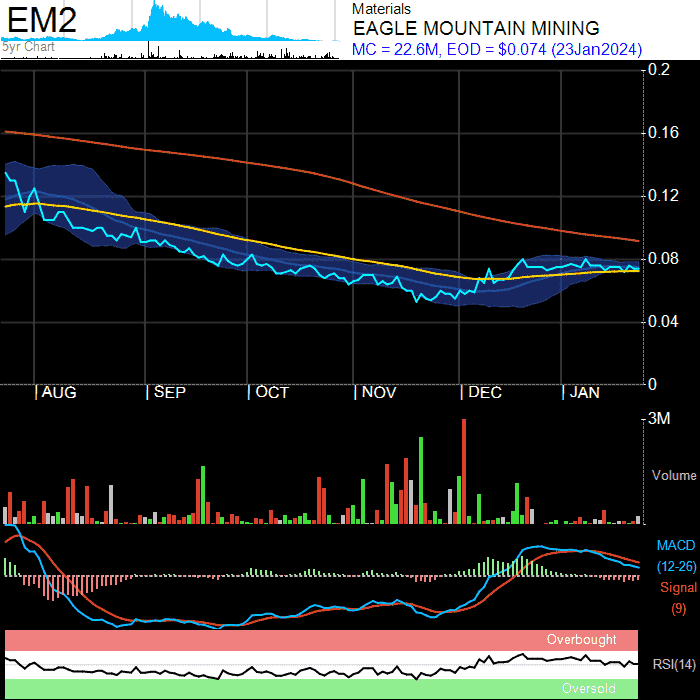 EM2
5yr Chart
Materials
EAGLE MOUNTAIN MINING
MC = 22.6M, EOD = $0.074 (23Jan2024)
0.2
0.16
0.12
0.08
0.04
0
AUG SEP OCT NOV DEC JAN
3M
Volume
MACD
(12-26)
Signal
(9)
Overbought
RSI(14)
Oversold